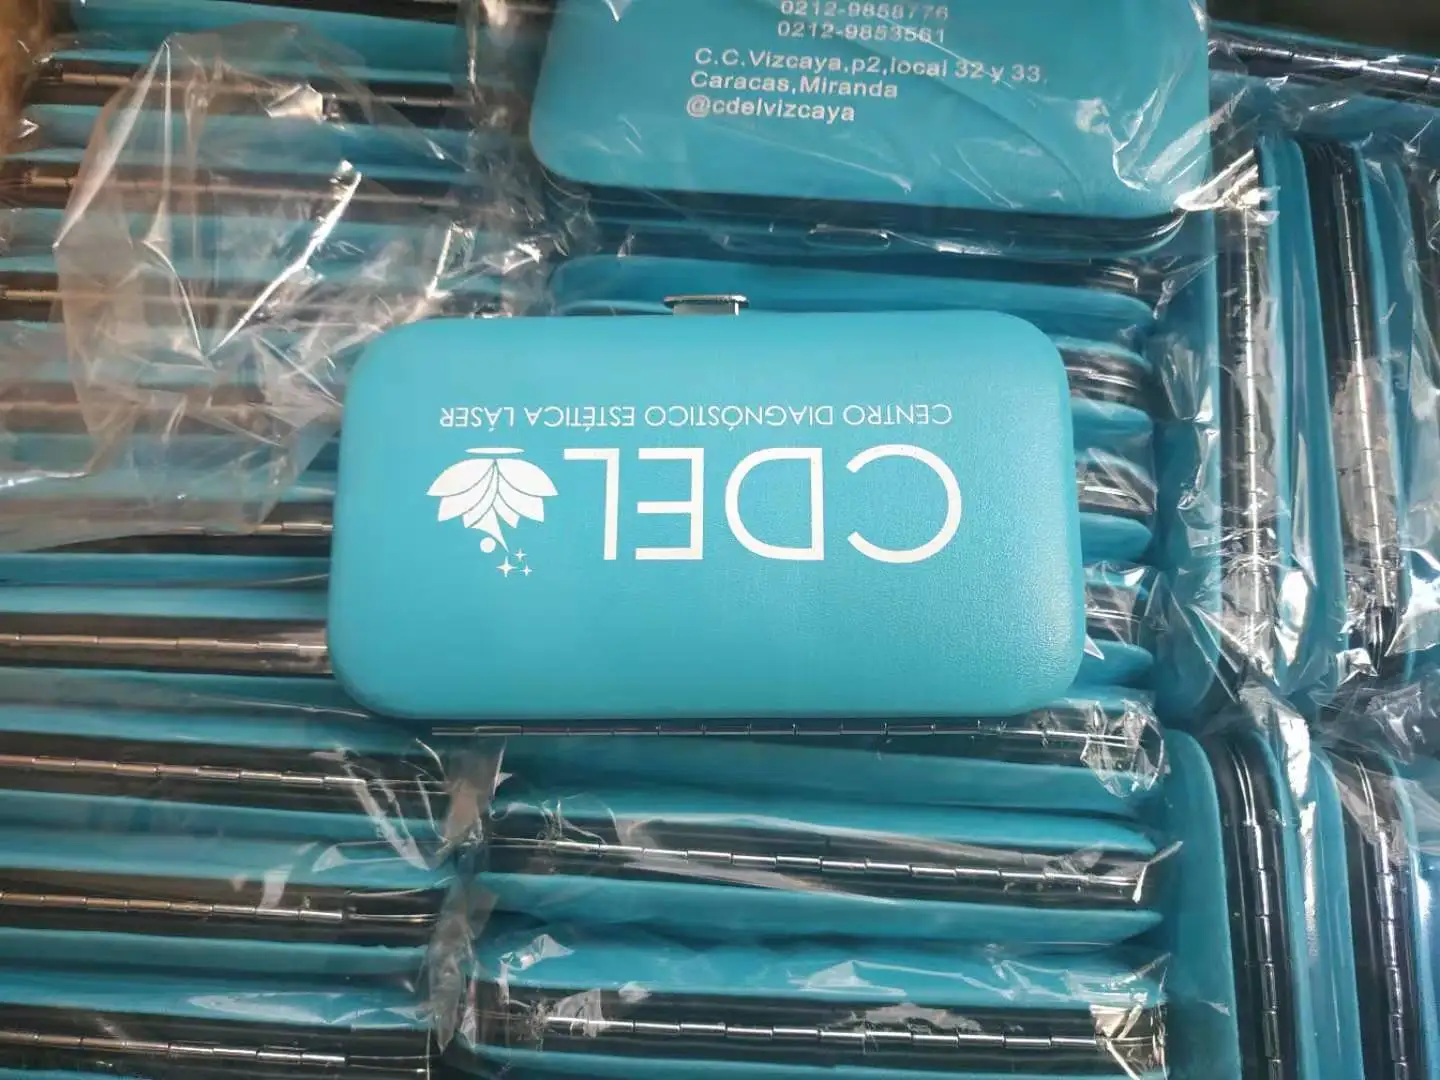 0212-9858776
0212-9853561
C.C.Vizcaya,p2,local 32 y 33.
Caracas,Miranda
@cdelvizcaya
CDEL
CENTRO DIAGNÓSTICO ESTÉTICA LÁSER